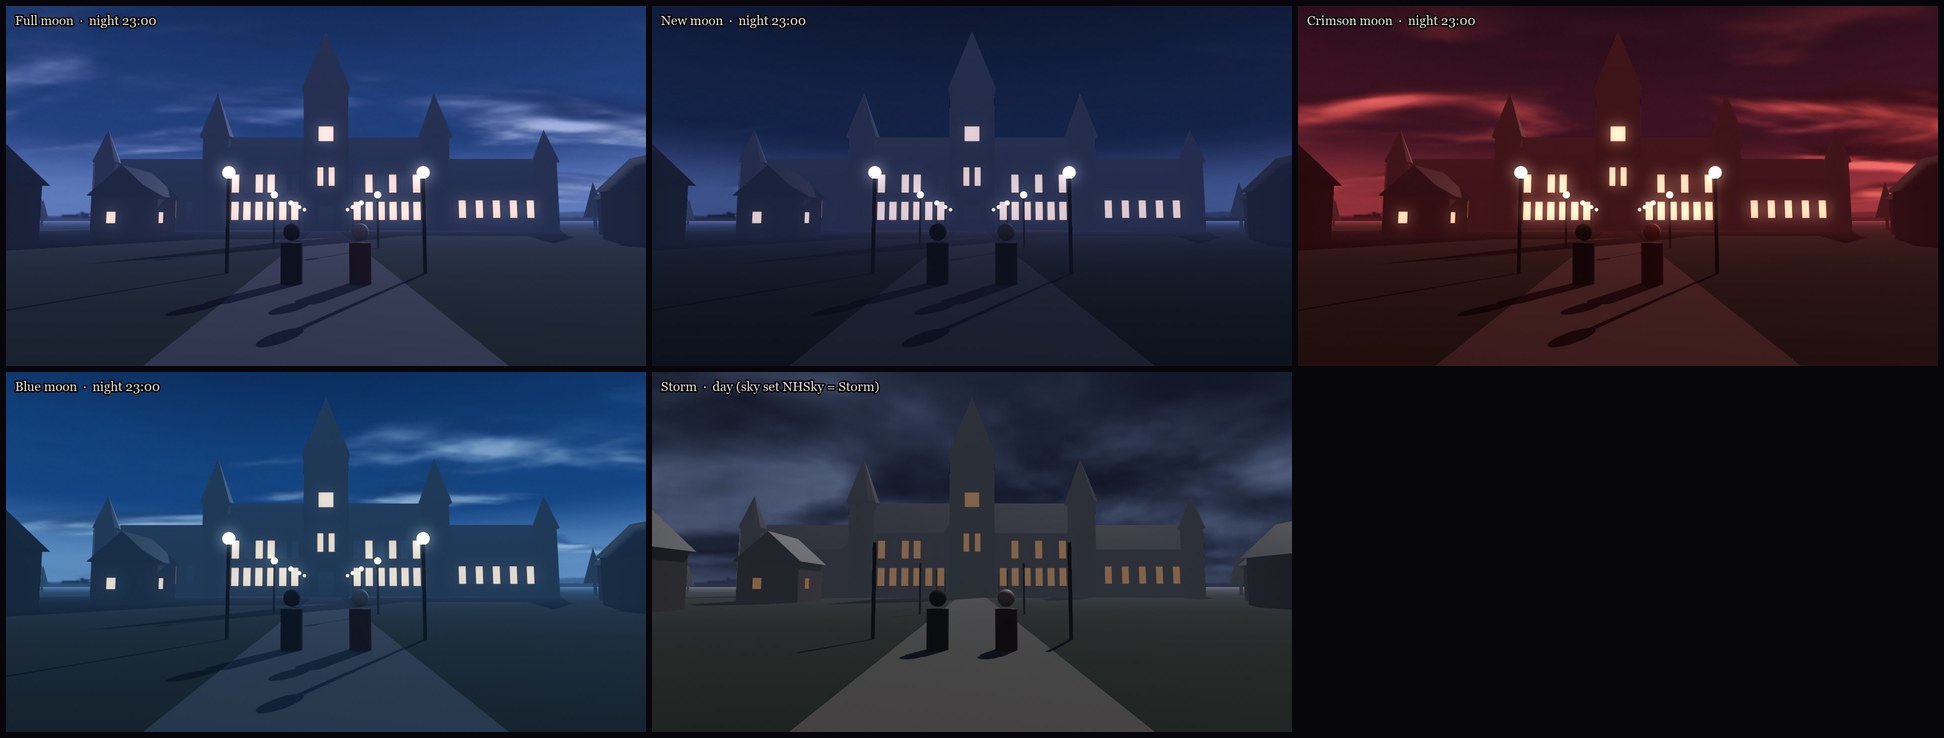 Full moon · night 23:00
New moon · night 23:00
Crimson moon · night 23:00
Blue moon · night 23:00
Storm · day (sky set NHSky = Storm)